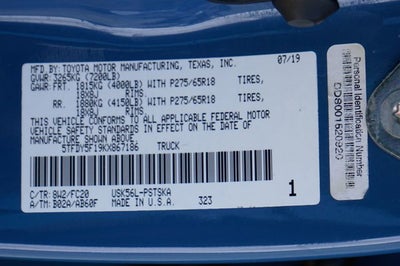 MFD. BY: TOYOTA MOTOR MANUFACTURING, TEXAS, INC. 07/19
GVWR 3265KG (7200LB)
GAWR:FRT. 1815KG (4000LB) WITH P275/65R18 TIRES,
RIMS
RR. 1880KG (4150LB) WITH P275/65R18 TIRES,
RIMS
THIS VEHICLE CONFORMS TO ALL APPLICABLE FEDERAL MOTOR
VEHICLE SAFETY STANDARDS IN EFFECT ON THE DATE OF
MANUFACTURE SHOWN ABOVE.
5TFDY5F19KX867186 TRUCK
C/TR: 8W2/FC20 USK56L-PSTSKA
A/TM: B02A/AB60F MADE IN U.S.A. 323 1
Personal Identification Number
DD8001620920